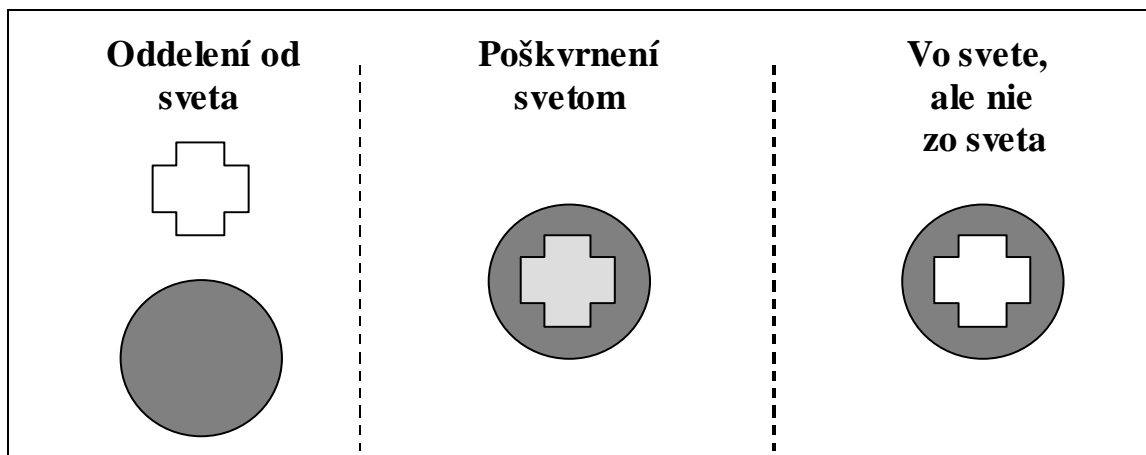 Oddelení od
sveta
Poškvrnení
svetom
Vo svete,
ale nie
zo sveta